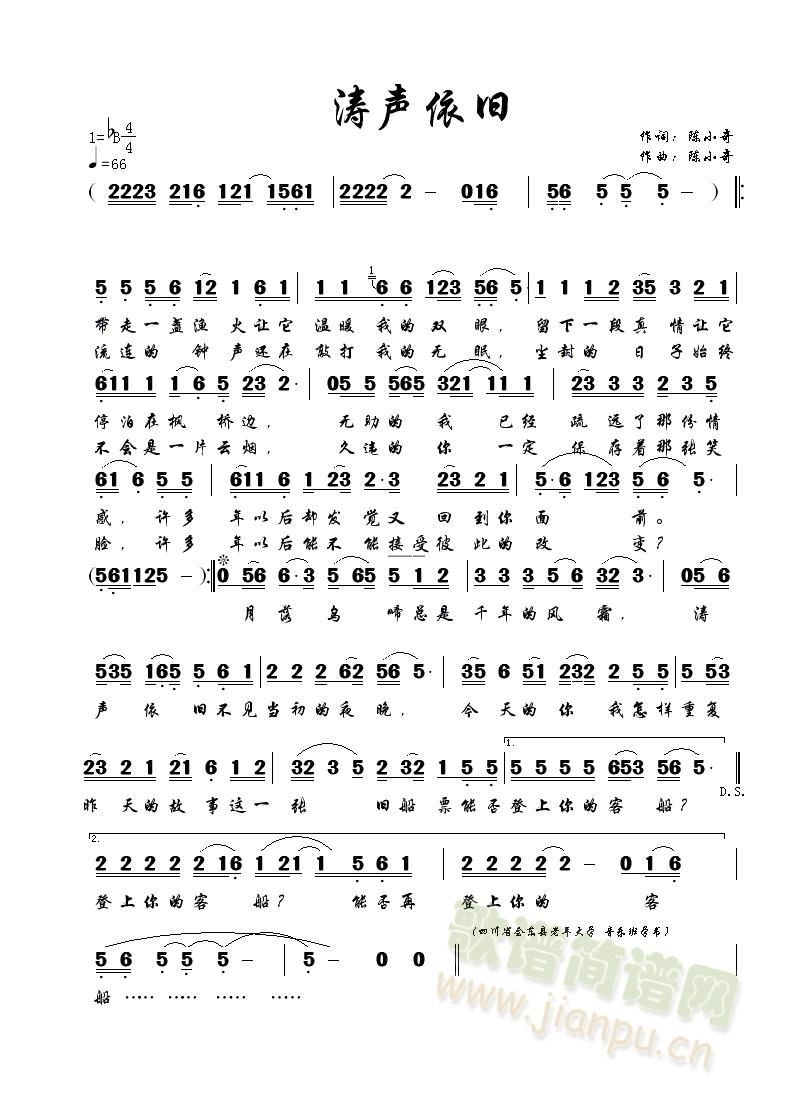 涛声依旧
1=♭B 4/4
作词：陈小奇
♩=66
作曲：陈小奇
( 2223 216 121 1561 | 2222 2 – 016 | 56 5 5 5 – ) ‖:
5 5 5 6 12 1 6 1 | 1 1 1 6 6 123 56 5· | 1 1 1 2 35 3 2 1 |
带走一盏渔 火让它 温暖 我的 双 眼， 留下一段真 情让它
流连的 钟 声还在 敲打 我的 无 眠， 尘封的 日 子始终
611 1 1 6 5 23 2· | 05 5 565 321 11 1 | 23 3 3 2 3 5
停泊在枫 桥边， 无助的 我 已经 疏 远了那份情
不会是一片云烟， 久违的 你 一定 保 存着那张笑
61 6 5 5 | 611 6 1 23 2·3 23 2 1 | 5·6 123 5 6 5· |
感， 许多 年以后却发 觉又 回 到你面 前。
脸， 许多 年以后能不 能接受彼 此的改 变？
(561125 – ) :‖ 0 56 6·3 5 65 5 1 2 | 3 3 3 5 6 32 3· | 05 6
月落乌 啼总是 千年的风 霜， 涛
535 165 5 6 1 | 2 2 2 62 56 5· | 35 6 51 232 2 5 5 | 5 53
声 依 旧不见 当初的夜 晚， 今 天的 你 我怎样 重复
23 2 1 21 6 12 | 32 3 5 2 32 1 5 5 | 1. 5 5 5 5 653 56 5· ‖
D.S.
昨 天的故 事这一 张 旧船 票能否 登上你的客 船？
2. 2 2 2 2 2 16 1 21 1 5 6 1 | 2 2 2 2 2 – 0 1 6 |
登上你的客 船？ 能否再 登上你的 客
(四川省会东县老年大学 音乐班学书)
5 6 5 5 5 – | 5 – 0 0 ‖
船 …… …… …… ……
歌谱简谱网
www.jianpu.cn